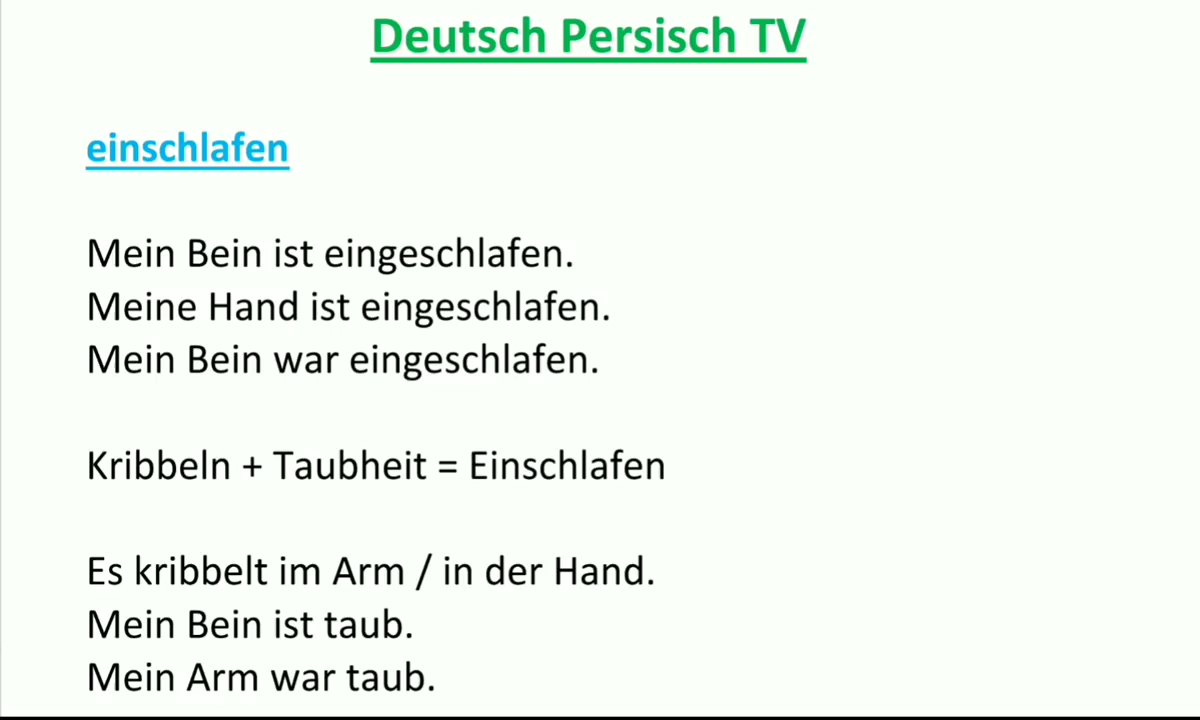 Deutsch Persisch TV
einschlafen
Mein Bein ist eingeschlafen.
Meine Hand ist eingeschlafen.
Mein Bein war eingeschlafen.
Kribbeln + Taubheit = Einschlafen
Es kribbelt im Arm / in der Hand.
Mein Bein ist taub.
Mein Arm war taub.